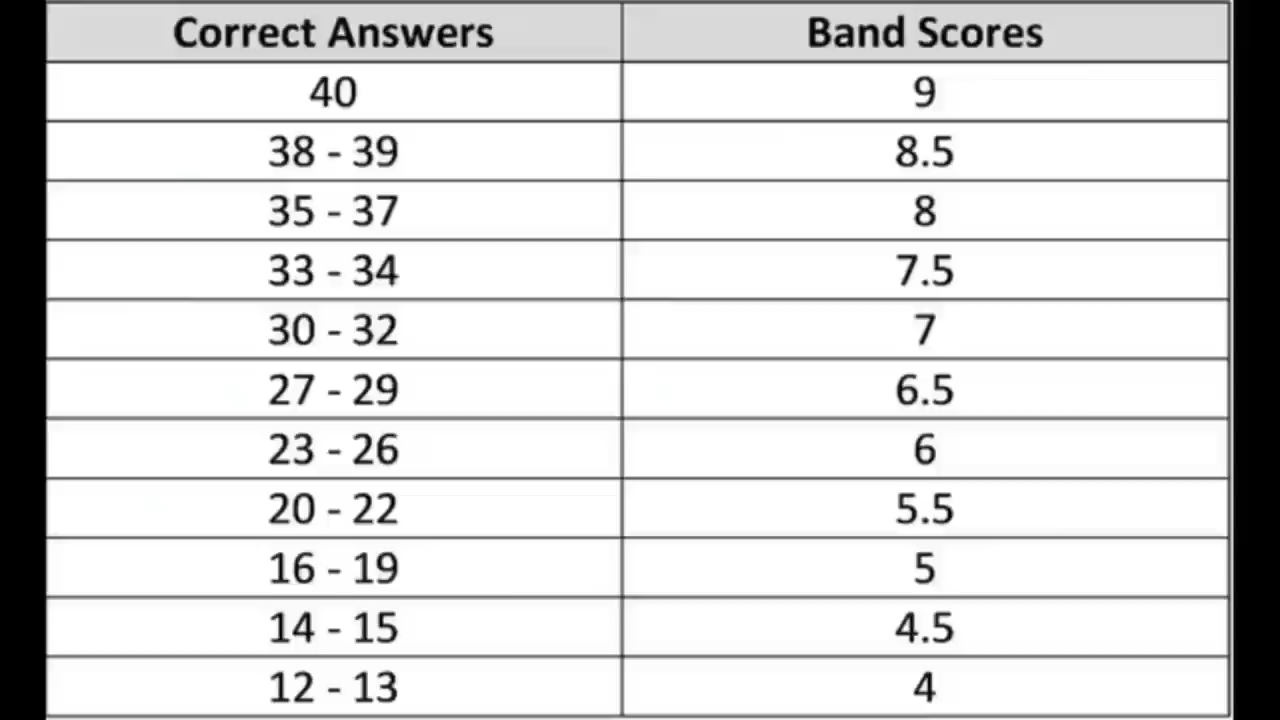 Correct Answers Band Scores
40 9
38 - 39 8.5
35 - 37 8
33 - 34 7.5
30 - 32 7
27 - 29 6.5
23 - 26 6
20 - 22 5.5
16 - 19 5
14 - 15 4.5
12 - 13 4